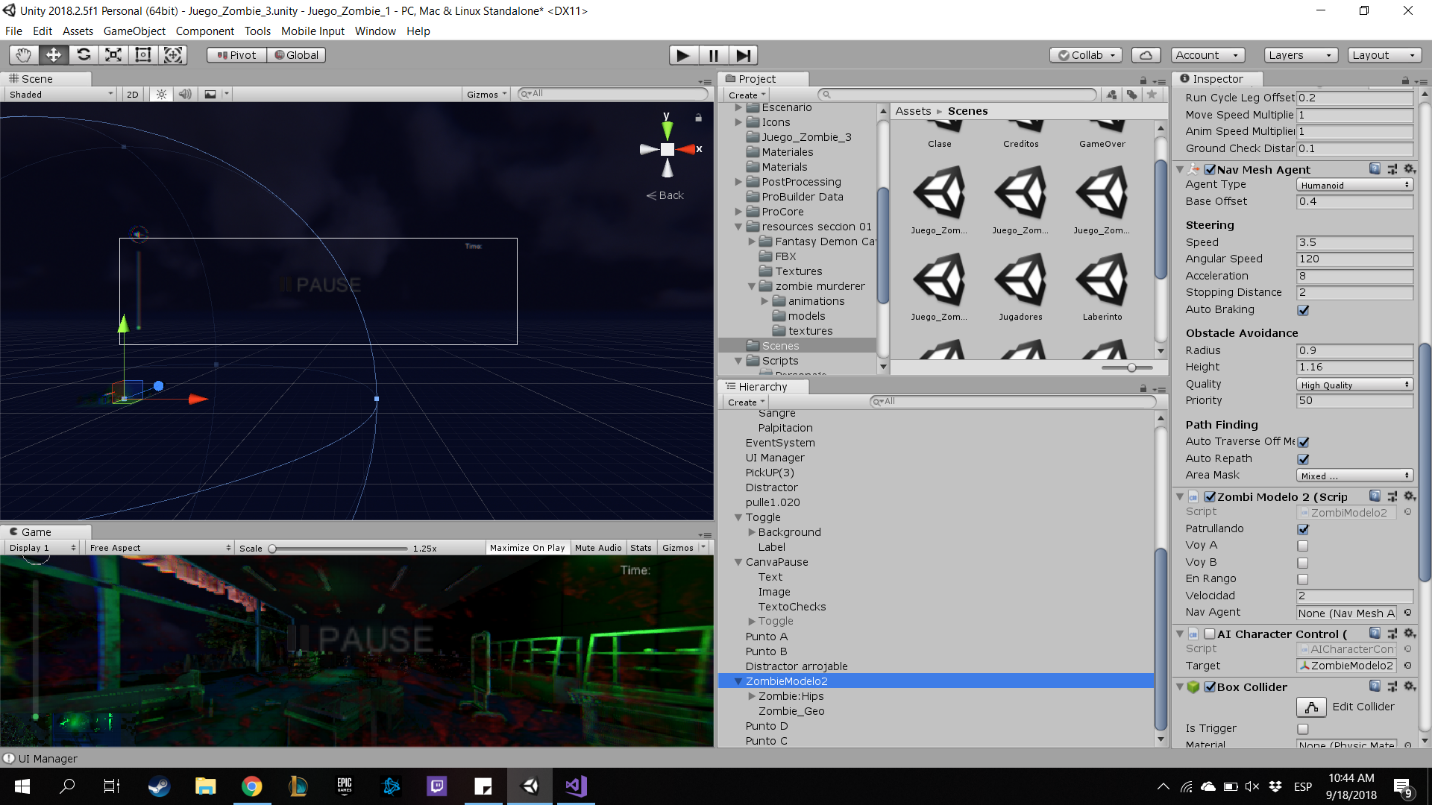 Unity 2018.2.5f1 Personal (64bit) - Juego_Zombie_3.unity - Juego_Zombie_1 - PC, Mac & Linux Standalone* <DX11>
File Edit Assets GameObject Component Tools Mobile Input Window Help
Pivot Global Collab Account Layers Layout
Scene
Shaded 2D Gizmos All
y
x
Back
Time:
PAUSE
Game
Display 1 Free Aspect Scale 1.25x Maximize On Play Mute Audio Stats Gizmos
Time:
PAUSE
Project
Create
Escenario
Icons
Juego_Zombie_3
Materiales
Materials
PostProcessing
ProBuilder Data
ProCore
resources seccion 01
Fantasy Demon Ca
FBX
Textures
zombie murderer
animations
models
textures
Scenes
Scripts
Assets Scenes
Clase Creditos GameOver
Juego_Zom... Juego_Zom... Juego_Zom...
Juego_Zom... Jugadores Laberinto
Hierarchy
Create All
Sangre
Palpitacion
EventSystem
UI Manager
PickUP(3)
Distractor
pulle1.020
Toggle
Background
Label
CanvaPause
Text
Image
TextoChecks
Toggle
Punto A
Punto B
Distractor arrojable
ZombieModelo2
Zombie:Hips
Zombie_Geo
Punto D
Punto C
Inspector
Run Cycle Leg Offset 0.2
Move Speed Multiplie 1
Anim Speed Multiplier 1
Ground Check Distar 0.1
Nav Mesh Agent
Agent Type Humanoid
Base Offset 0.4
Steering
Speed 3.5
Angular Speed 120
Acceleration 8
Stopping Distance 2
Auto Braking
Obstacle Avoidance
Radius 0.9
Height 1.16
Quality High Quality
Priority 50
Path Finding
Auto Traverse Off Me
Auto Repath
Area Mask Mixed ...
Zombi Modelo 2 (Scrip
Script ZombiModelo2
Patrullando
Voy A
Voy B
En Rango
Velocidad 2
Nav Agent None (Nav Mesh A
AI Character Control (
Script AICharacterCon
Target ZombieModelo2
Box Collider
Edit Collider
Is Trigger
Material None (Physic Mate
UI Manager
EPIC GAMES
ESP
10:44 AM
9/18/2018
9